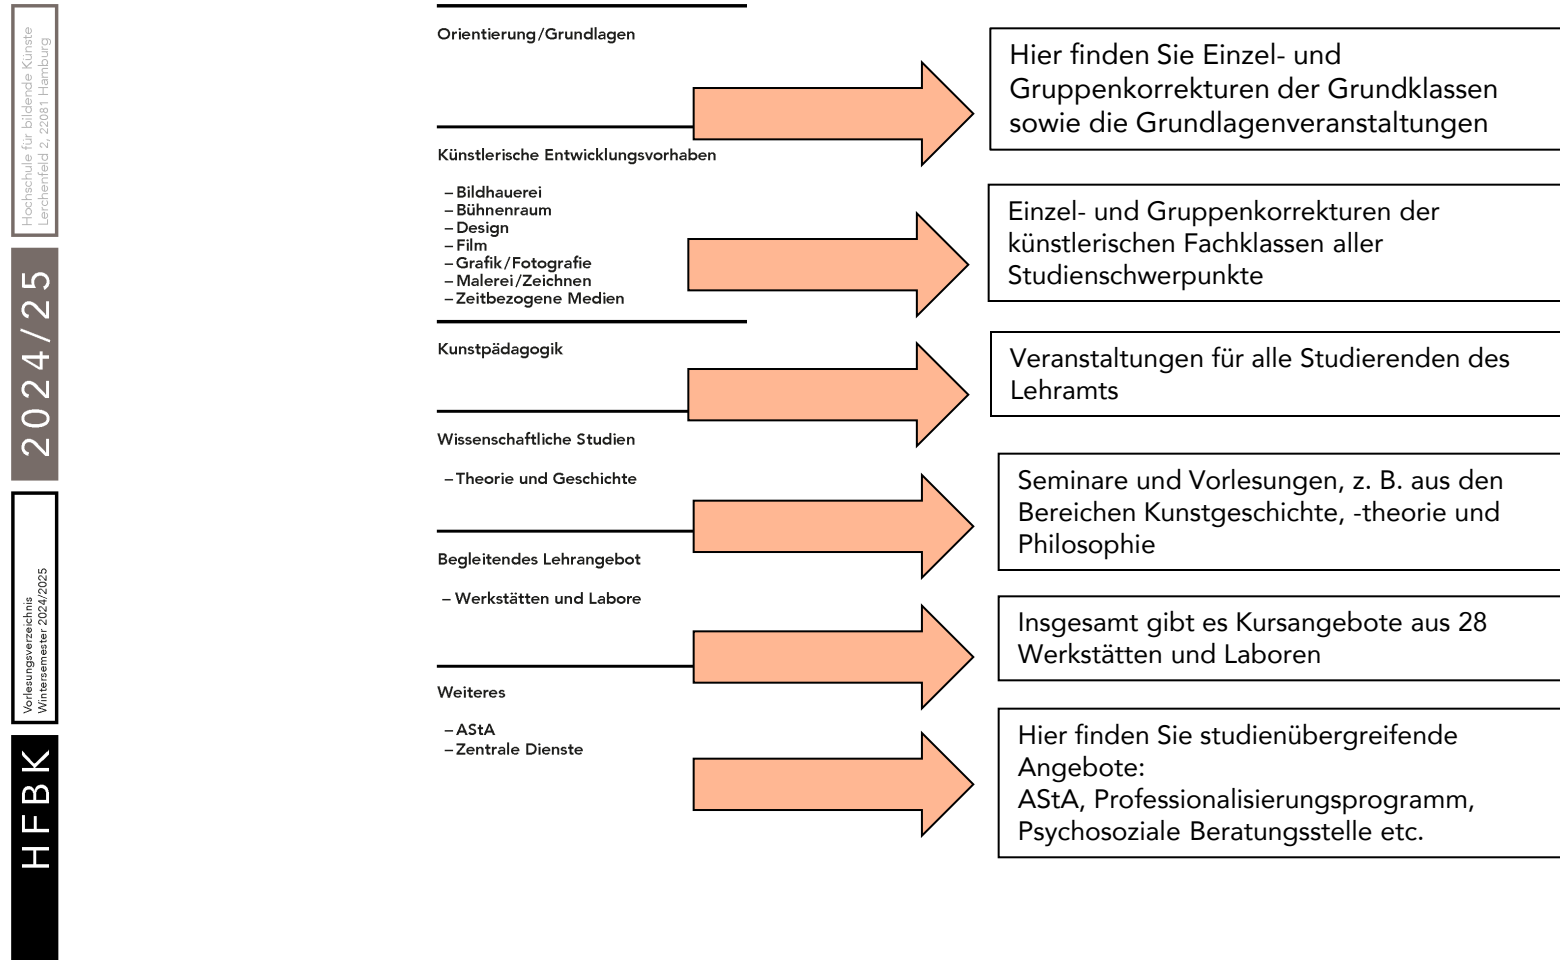 Hochschule für bildende Künste
Lerchenfeld 2, 22081 Hamburg
2024/25
Vorlesungsverzeichnis
Wintersemester 2024/2025
HFBK
Orientierung/Grundlagen
Hier finden Sie Einzel- und
Gruppenkorrekturen der Grundklassen
sowie die Grundlagenveranstaltungen
Künstlerische Entwicklungsvorhaben
– Bildhauerei
– Bühnenraum
– Design
– Film
– Grafik/Fotografie
– Malerei/Zeichnen
– Zeitbezogene Medien
Einzel- und Gruppenkorrekturen der
künstlerischen Fachklassen aller
Studienschwerpunkte
Kunstpädagogik
Veranstaltungen für alle Studierenden des
Lehramts
Wissenschaftliche Studien
– Theorie und Geschichte
Seminare und Vorlesungen, z. B. aus den
Bereichen Kunstgeschichte, -theorie und
Philosophie
Begleitendes Lehrangebot
– Werkstätten und Labore
Insgesamt gibt es Kursangebote aus 28
Werkstätten und Laboren
Weiteres
– AStA
– Zentrale Dienste
Hier finden Sie studienübergreifende
Angebote:
AStA, Professionalisierungsprogramm,
Psychosoziale Beratungsstelle etc.